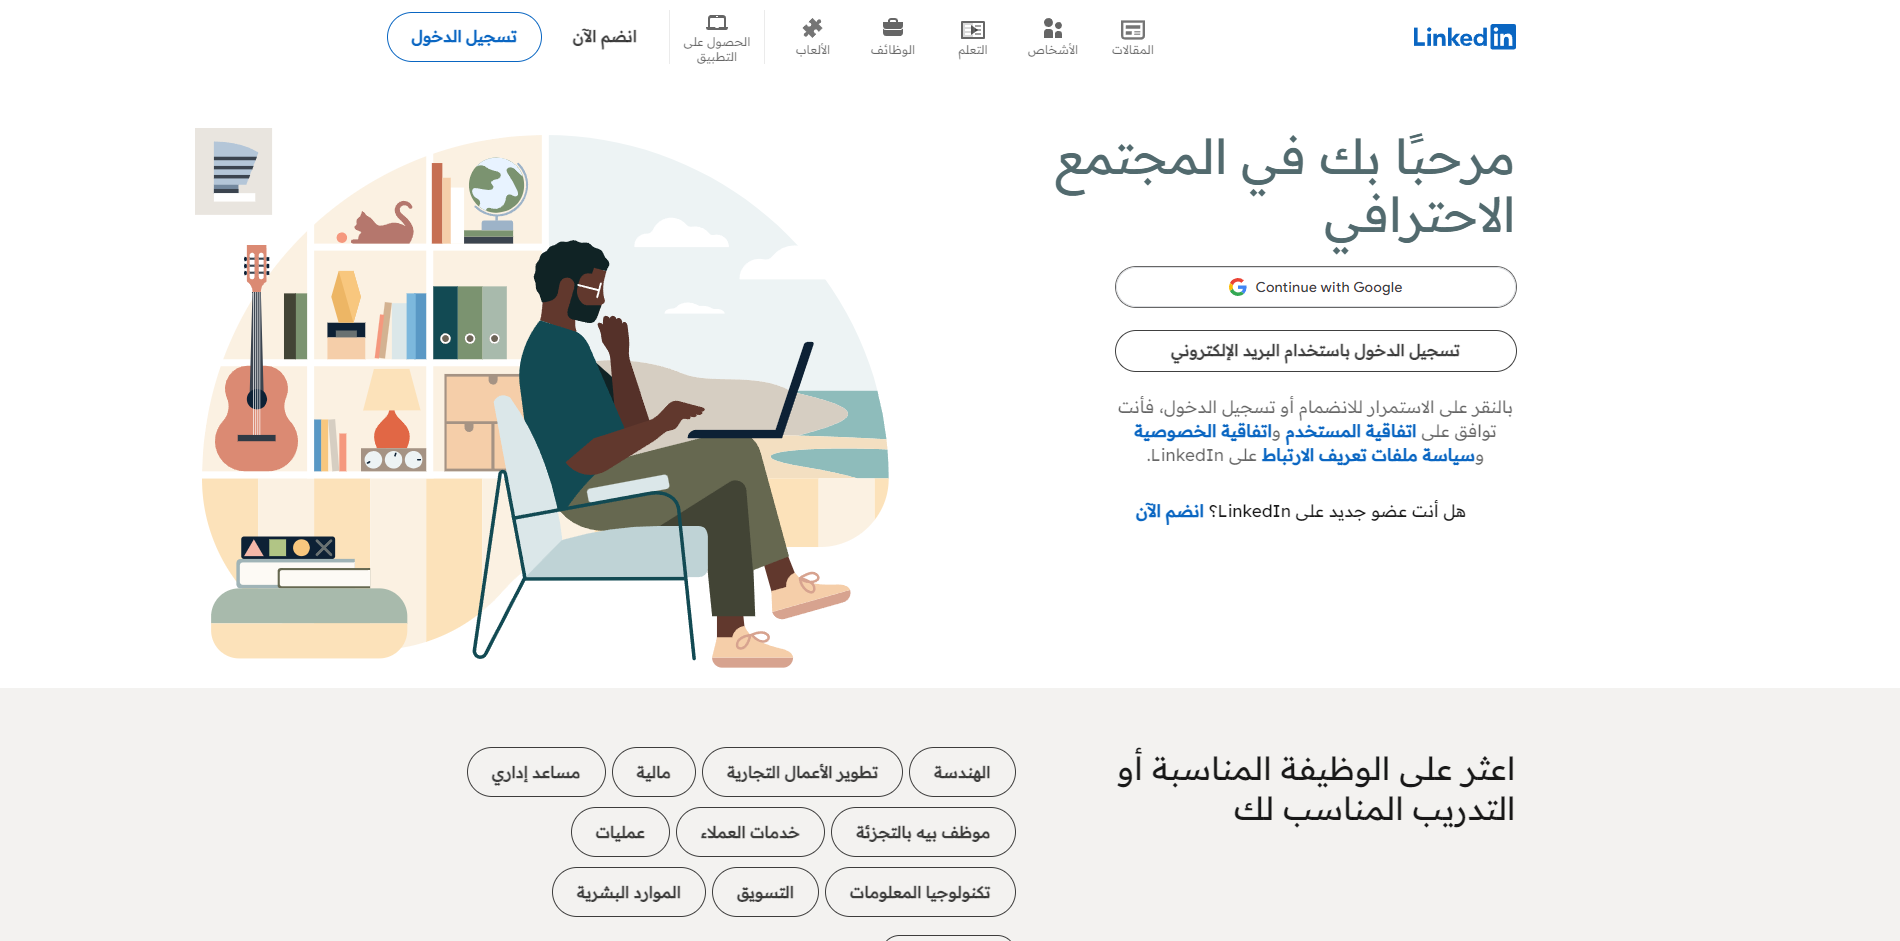 Linked in
المقالات
الأشخاص
التعلم
الوظائف
الألعاب
الحصول على
التطبيق
انضم الآن
تسجيل الدخول
مرحبًا بك في المجتمع
الاحترافي
Continue with Google
تسجيل الدخول باستخدام البريد الإلكتروني
بالنقر على الاستمرار للانضمام أو تسجيل الدخول، فأنت
توافق على اتفاقية المستخدم واتفاقية الخصوصية
وسياسة ملفات تعريف الارتباط على LinkedIn.
هل أنت عضو جديد على LinkedIn؟ انضم الآن
اعثر على الوظيفة المناسبة أو
التدريب المناسب لك
الهندسة
تطوير الأعمال التجارية
مالية
مساعد إداري
موظف بيه بالتجزئة
خدمات العملاء
عمليات
تكنولوجيا المعلومات
التسويق
الموارد البشرية